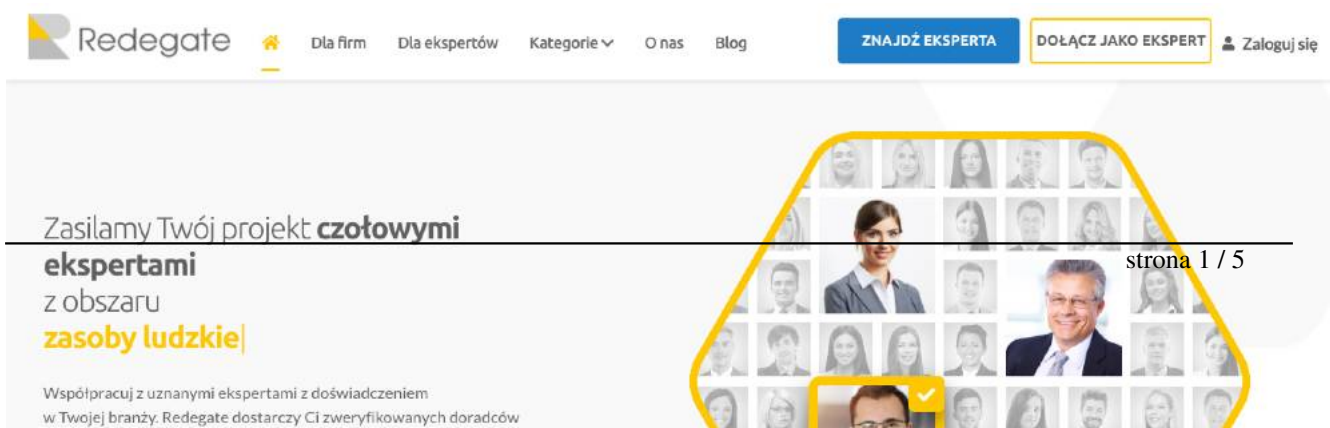 Redegate
Dla firm
Dla ekspertów
Kategorie
O nas
Blog
ZNAJDŹ EKSPERTA
DOŁĄCZ JAKO EKSPERT
Zaloguj się
Zasilamy Twój projekt czołowymi
ekspertami
z obszaru
zasoby ludzkie
strona 1 / 5
Współpracuj z uznanymi ekspertami z doświadczeniem
w Twojej branży. Redegate dostarczy Ci zweryfikowanych doradców